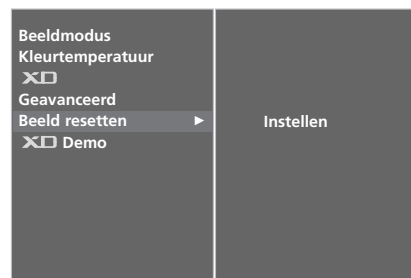 Beeldmodus
Kleurtemperatuur
XD
Geavanceerd
Beeld resetten ►
XD Demo
Instellen